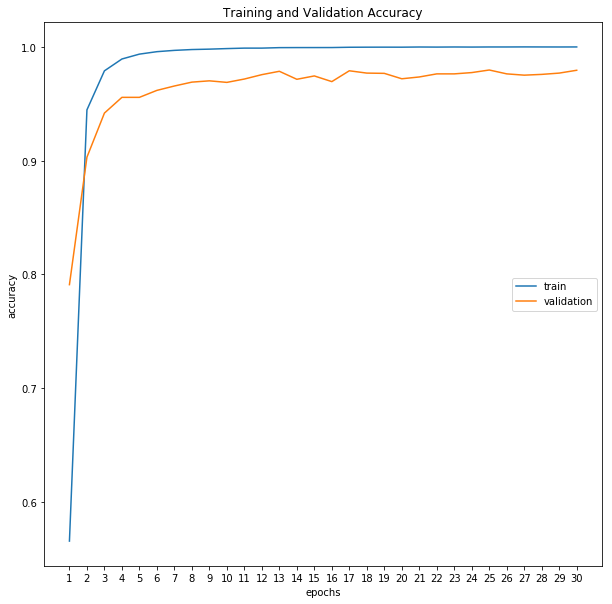 Training and Validation Accuracy
1.0
0.9
0.8
0.7
0.6
accuracy
train
validation
1 2 3 4 5 6 7 8 9 10 11 12 13 14 15 16 17 18 19 20 21 22 23 24 25 26 27 28 29 30
epochs